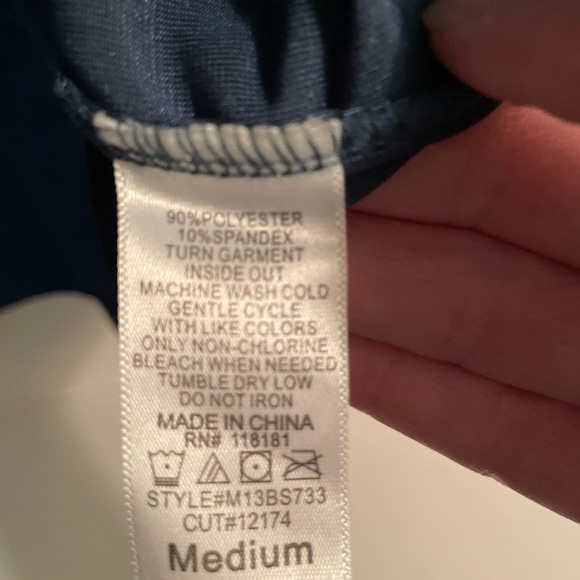 90%POLYESTER
10%SPANDEX
TURN GARMENT
INSIDE OUT
MACHINE WASH COLD
GENTLE CYCLE
WITH LIKE COLORS
ONLY NON-CHLORINE
BLEACH WHEN NEEDED
TUMBLE DRY LOW
DO NOT IRON
MADE IN CHINA
RN# 118181
STYLE#M13BS733
CUT#12174
Medium